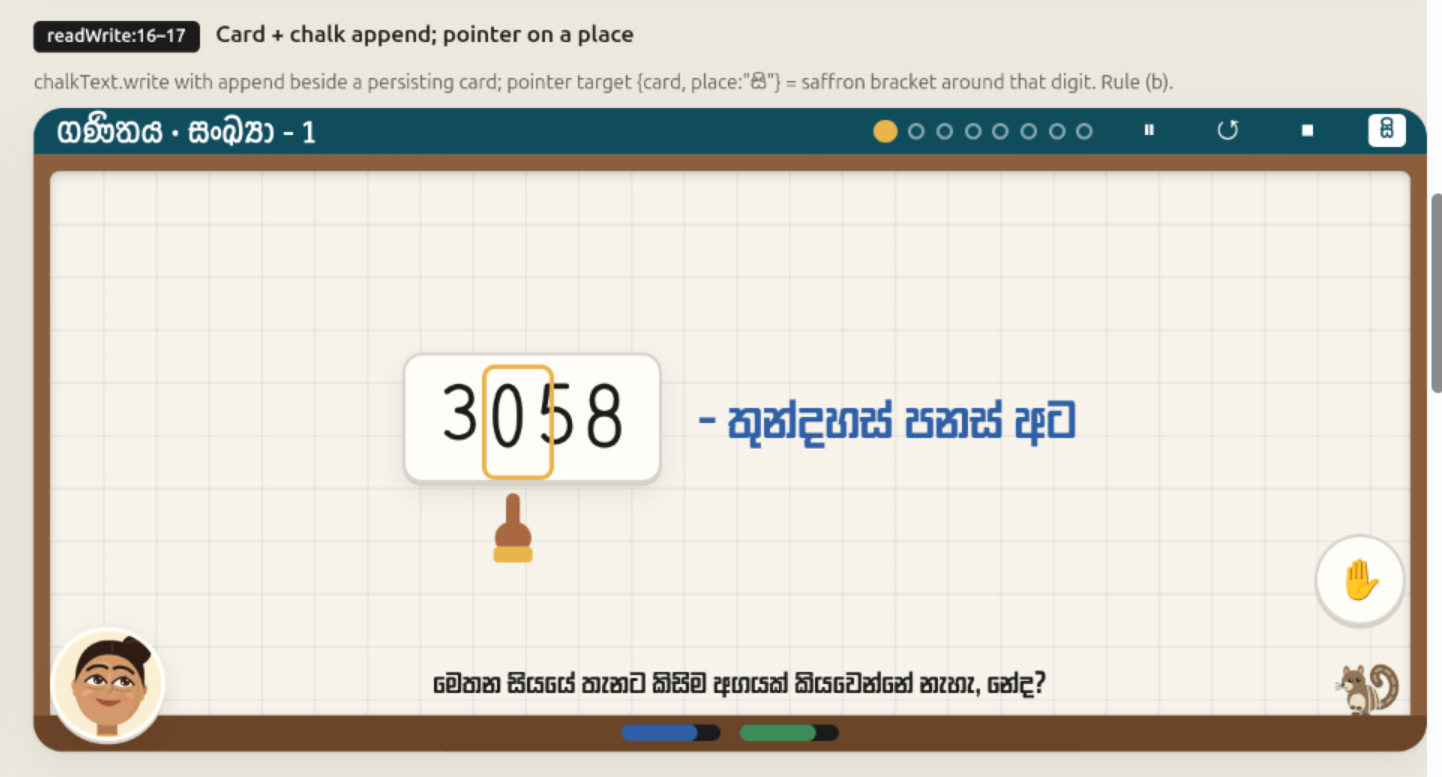 readWrite:16–17 Card + chalk append; pointer on a place
chalkText.write with append beside a persisting card; pointer target {card, place:"සි"} = saffron bracket around that digit. Rule (b).
ගණිතය · සංඛ්‍යා - 1
සි
3058 - තුන්දහස් පනස් අට
මෙතන සියයේ තැනට කිසිම අගයක් කියවෙන්නේ නැහැ, නේද?